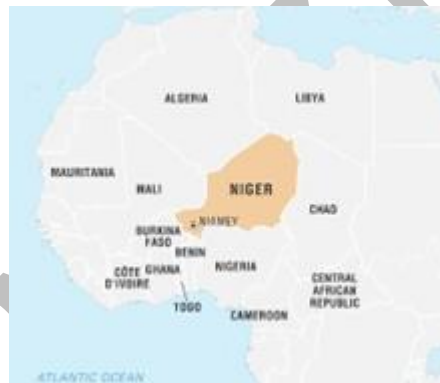 ALGERIA
LIBYA
MAURITANIA
MALI
NIGER
CHAD
NIAMEY
BURKINA
FASO
BENIN
NIGERIA
CÔTE
D'IVOIRE
GHANA
TOGO
CAMEROON
CENTRAL
AFRICAN
REPUBLIC
ATLANTIC OCEAN